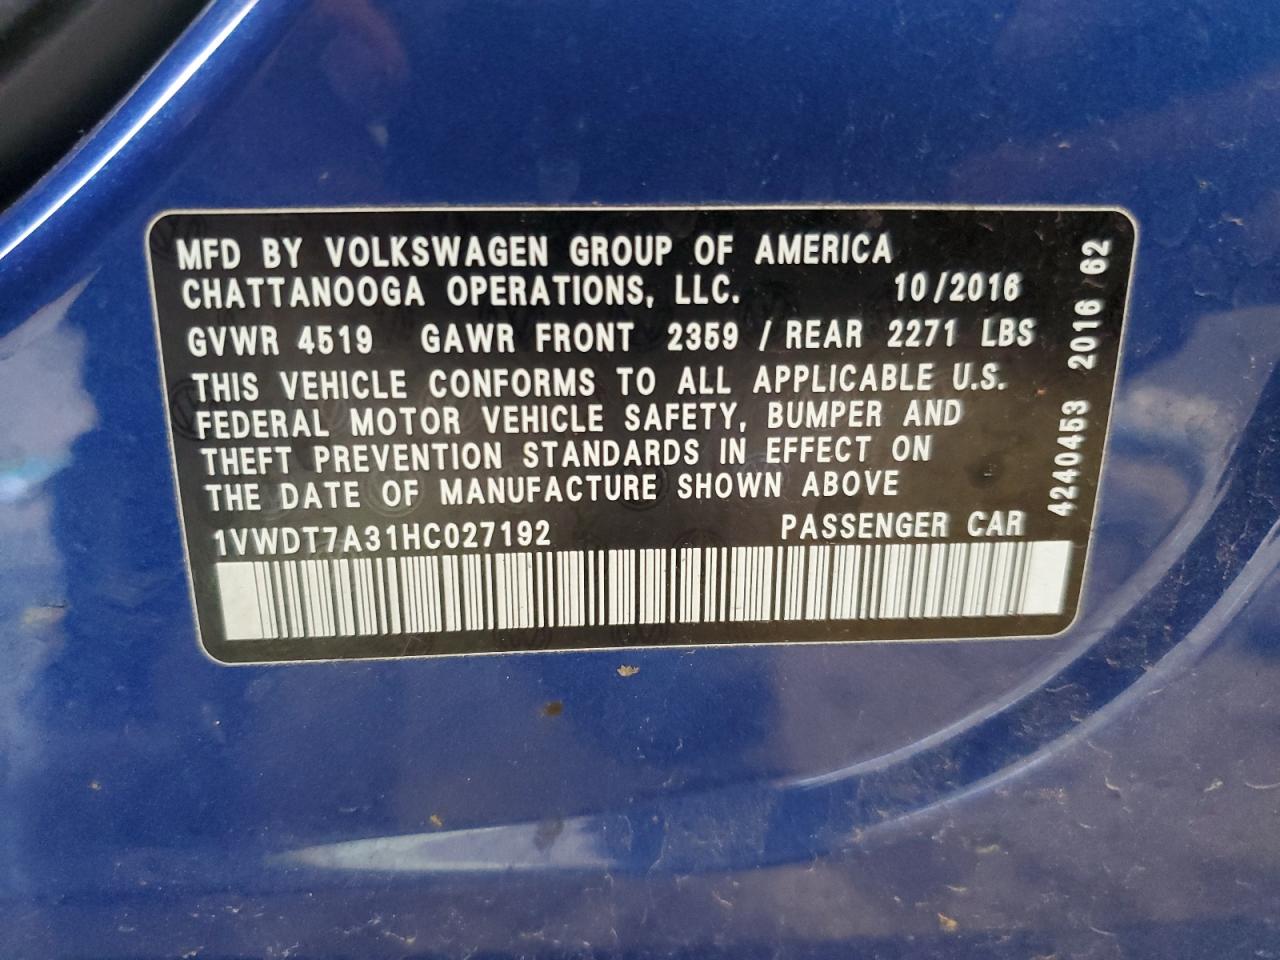 MFD BY VOLKSWAGEN GROUP OF AMERICA
CHATTANOOGA OPERATIONS, LLC. 10/2016
GVWR 4519 GAWR FRONT 2359 / REAR 2271 LBS
THIS VEHICLE CONFORMS TO ALL APPLICABLE U.S.
FEDERAL MOTOR VEHICLE SAFETY, BUMPER AND
THEFT PREVENTION STANDARDS IN EFFECT ON
THE DATE OF MANUFACTURE SHOWN ABOVE
1VWDT7A31HC027192 PASSENGER CAR
4240453 2016 62